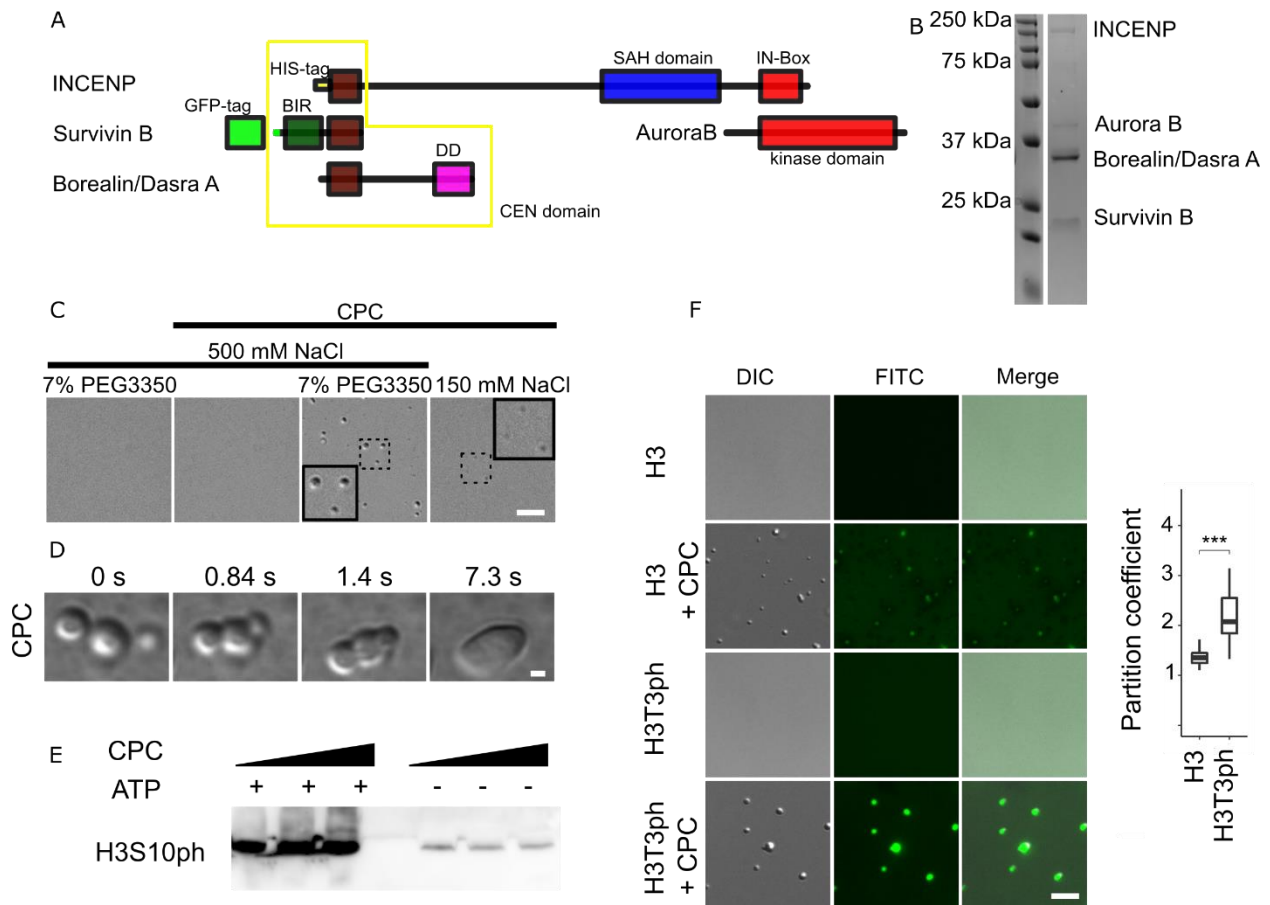 A
INCENP
HIS-tag
SAH domain
IN-Box
GFP-tag
BIR
Survivin B
AuroraB
kinase domain
DD
Borealin/Dasra A
CEN domain
B
250 kDa
75 kDa
37 kDa
25 kDa
INCENP
Aurora B
Borealin/Dasra A
Survivin B
C
CPC
500 mM NaCl
7% PEG3350
7% PEG3350
150 mM NaCl
D
0 s
0.84 s
1.4 s
7.3 s
CPC
E
CPC
ATP
+ + + - - -
H3S10ph
F
DIC
FITC
Merge
H3
H3
+ CPC
H3T3ph
H3T3ph
+ CPC
Partition coefficient
4
3
2
1
***
H3
H3T3ph